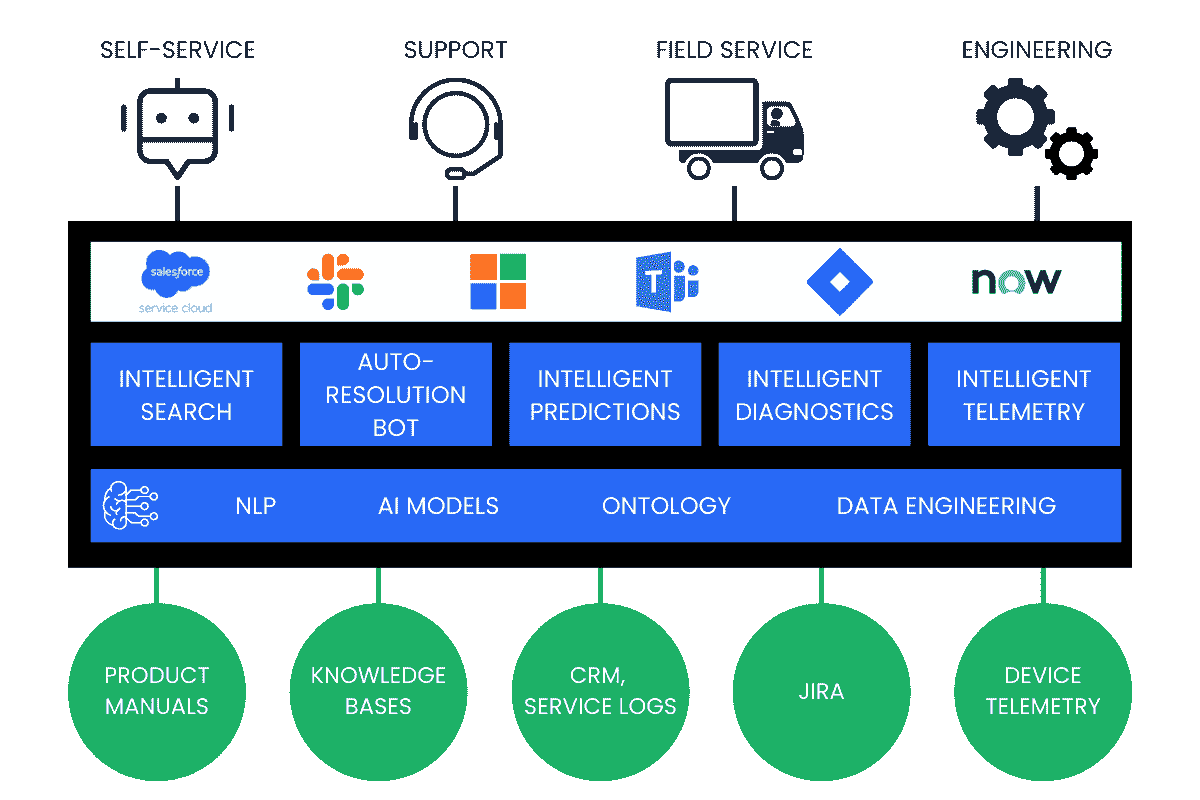 SELF-SERVICE
SUPPORT
FIELD SERVICE
ENGINEERING
salesforce
service cloud
T
now
INTELLIGENT
SEARCH
AUTO-
RESOLUTION
BOT
INTELLIGENT
PREDICTIONS
INTELLIGENT
DIAGNOSTICS
INTELLIGENT
TELEMETRY
NLP
AI MODELS
ONTOLOGY
DATA ENGINEERING
PRODUCT
MANUALS
KNOWLEDGE
BASES
CRM,
SERVICE LOGS
JIRA
DEVICE
TELEMETRY